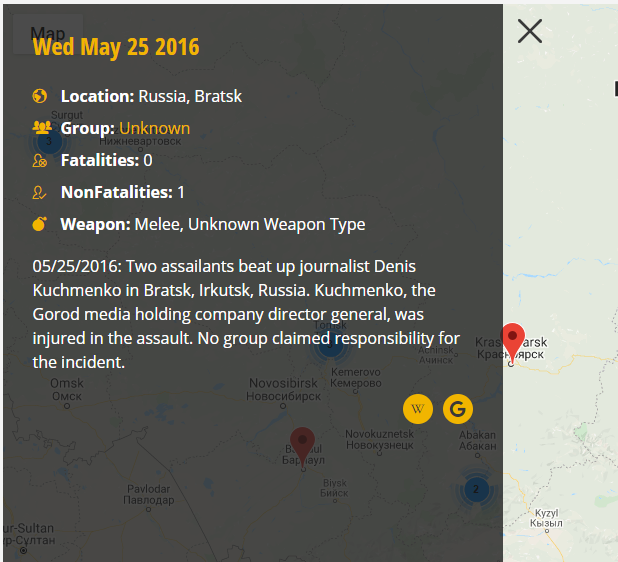 Map
Wed May 25 2016
Location: Russia, Bratsk
Surgut
Group: Unknown
3
Нижневартовск
Fatalities: 0
NonFatalities: 1
Weapon: Melee, Unknown Weapon Type
05/25/2016: Two assailants beat up journalist Denis
Kuchmenko in Bratsk, Irkutsk, Russia. Kuchmenko, the
Gorod media holding company director general, was
injured in the assault. No group claimed responsibility for
the incident.
Achinsk
Ачинск
Красноярск
Kemerovo
Кемерово
Omsk
Омск
Novosibirsk
Новосибирск
W G
Novokuznetsk
Новокузнецк
Abakan
Абакан
Барнаул
Biysk
Бийск
2
Pavlodar
Павлодар
Kyzyl
Кызыл
ur-Sultan
р-Султан